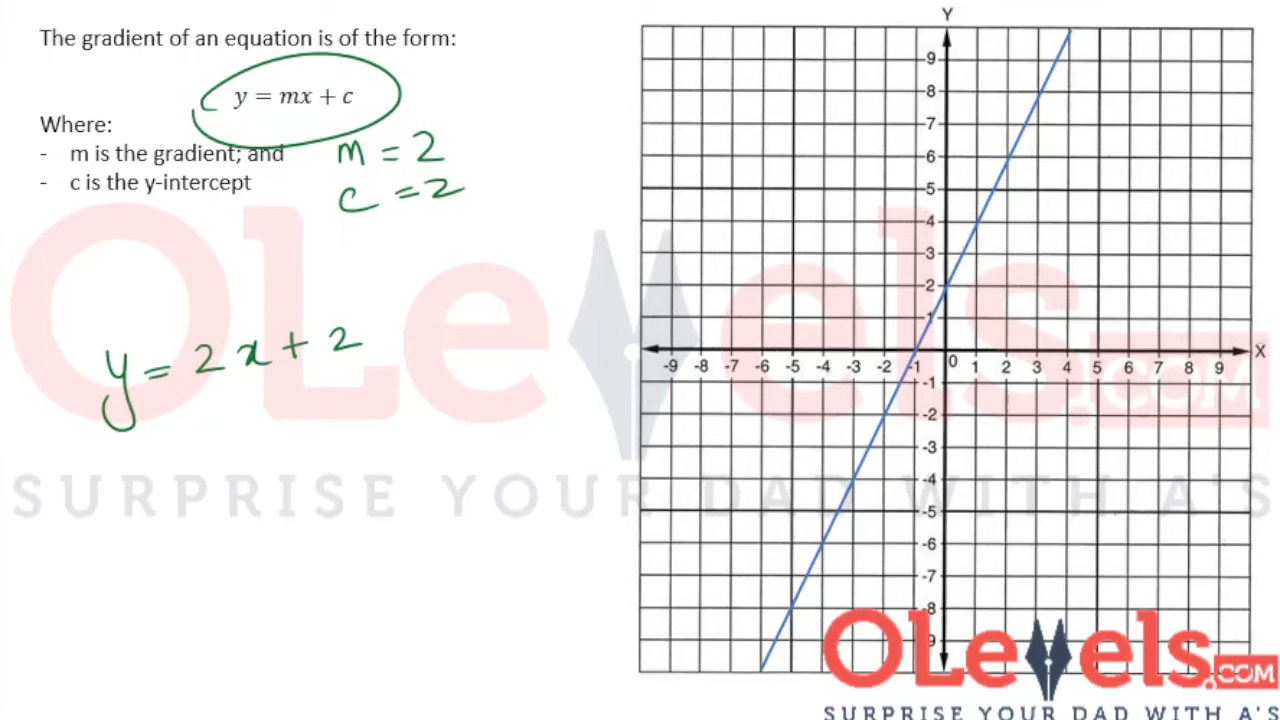 The gradient of an equation is of the form:
y = mx + c
Where:
- m is the gradient; and
- c is the y-intercept
m = 2
c = 2
y = 2x + 2
Y
9
8
7
6
5
4
3
2
1
-9 -8 -7 -6 -5 -4 -3 -2 -1 0 1 2 3 4 5 6 7 8 9 X
-1
-2
-3
-4
-5
-6
-7
-8
9
OLevels
.COM
SURPRISE YOUR DAD WITH A'S
OLevels
.COM
SURPRISE YOUR DAD WITH A'S